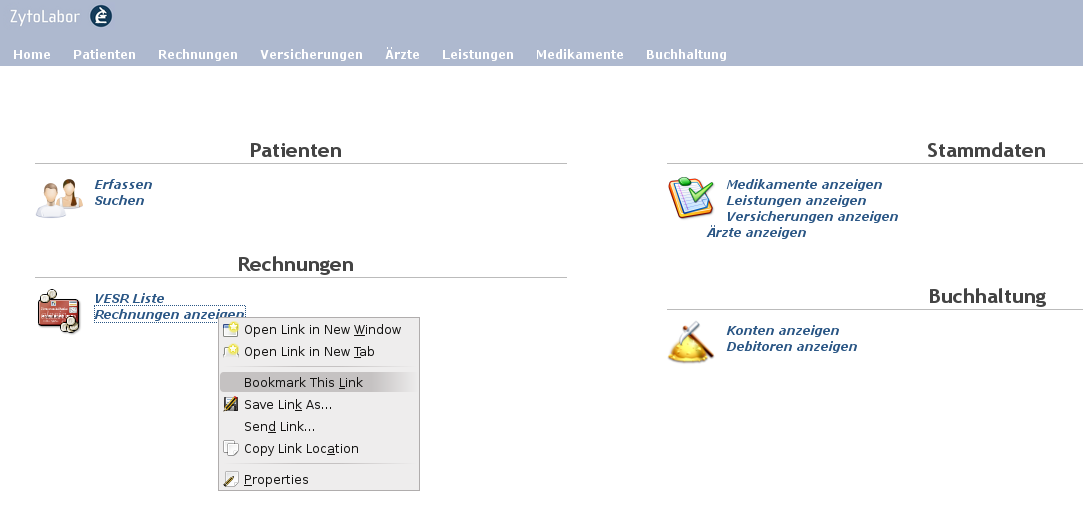 ZytoLabor
Home Patienten Rechnungen Versicherungen Ärzte Leistungen Medikamente Buchhaltung
Patienten
Erfassen
Suchen
Rechnungen
VESR Liste
Rechnungen anzeigen
Open Link in New Window
Open Link in New Tab
Bookmark This Link
Save Link As...
Send Link...
Copy Link Location
Properties
Stammdaten
Medikamente anzeigen
Leistungen anzeigen
Versicherungen anzeigen
Ärzte anzeigen
Buchhaltung
Konten anzeigen
Debitoren anzeigen